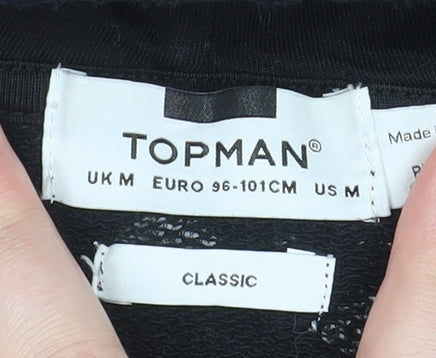 TOPMAN®
UK M EURO 96-101CM US M
Made
CLASSIC